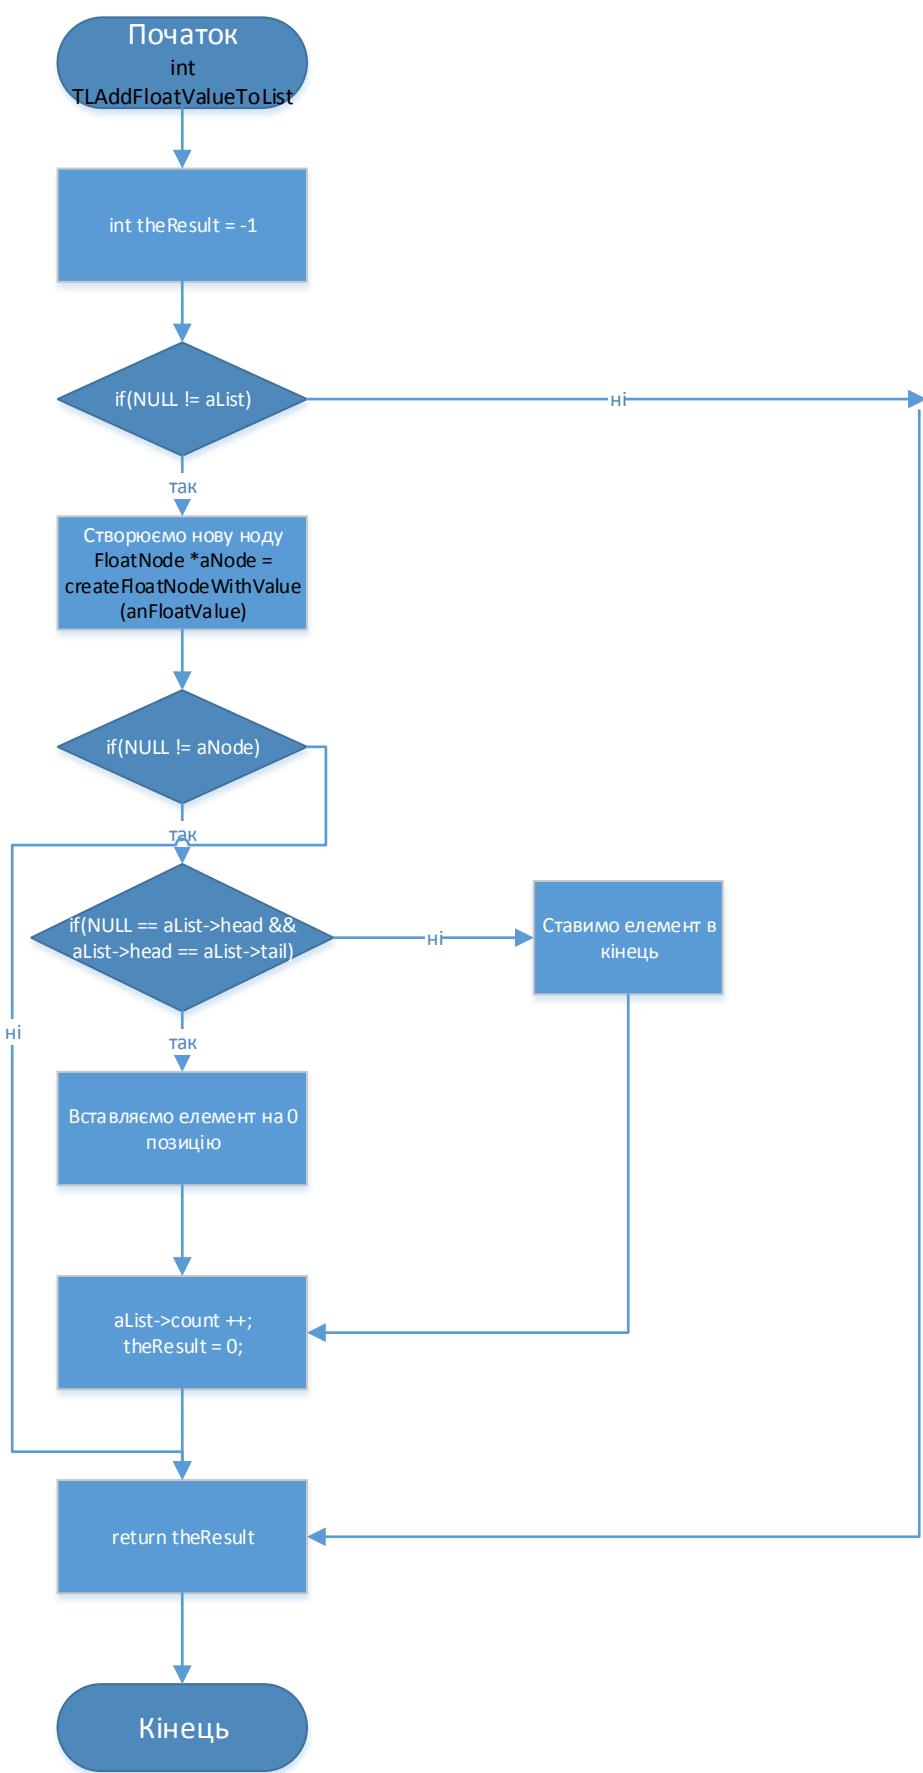 Початок
int
TLAddFloatValueToList
int theResult = -1
if(NULL != aList)
ні
так
Створюємо нову ноду
FloatNode *aNode =
createFloatNodeWithValue
(anFloatValue)
if(NULL != aNode)
так
if(NULL == aList->head &&
aList->head == aList->tail)
ні
Ставимо елемент в
кінець
ні
так
Вставляємо елемент на 0
позицію
aList->count ++;
theResult = 0;
return theResult
Кінець